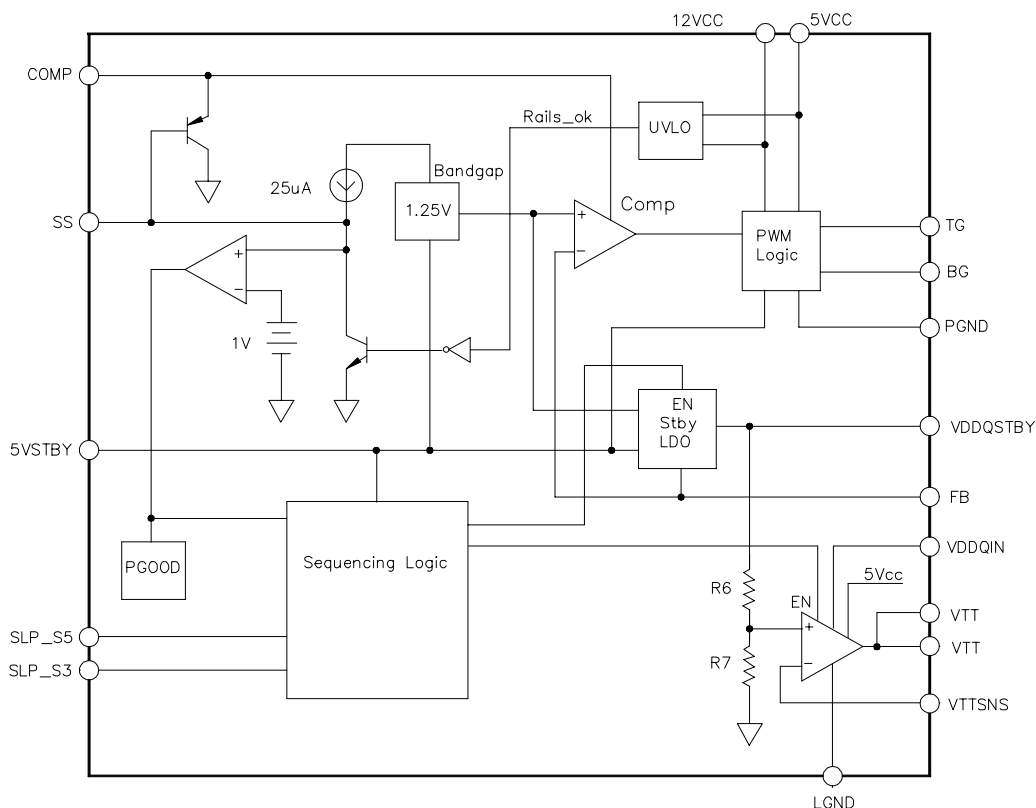 12VCC
5VCC
COMP
Rails_ok
UVLO
Bandgap
25uA
1.25V
+
−
Comp
SS
PWM
Logic
TG
BG
PGND
+
−
1V
EN
Stby
LDO
5VSTBY
VDDQSTBY
FB
Sequencing Logic
PGOOD
VDDQIN
5Vcc
R6
EN
+
−
VTT
VTT
SLP_S5
SLP_S3
R7
VTTSNS
LGND